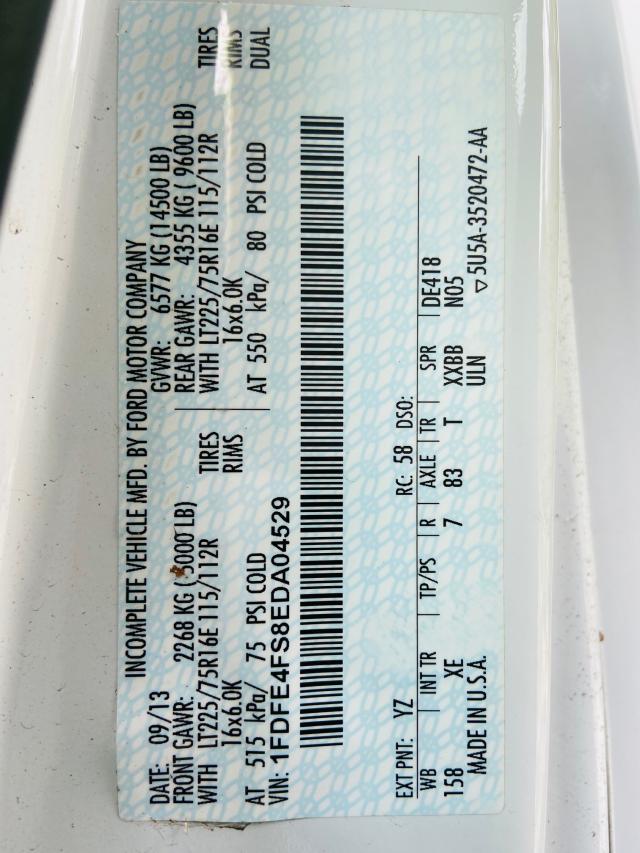 INCOMPLETE VEHICLE MFD. BY FORD MOTOR COMPANY
DATE: 09/13 GVWR: 6577 KG (14500 LB)
FRONT GAWR: 2268 KG ( 5000 LB) REAR GAWR: 4355 KG ( 9600 LB)
WITH LT225/75R16E 115/112R TIRES WITH LT225/75R16E 115/112R TIRES
16x6.0K RIMS 16x6.0K RIMS
AT 515 kPa/ 75 PSI COLD AT 550 kPa/ 80 PSI COLD DUAL
VIN: 1FDFE4FS8EDA04529
EXT PNT: YZ RC: 58 DSO:
WB INT TR TP/PS R AXLE TR SPR DE418
158 XE 7 83 T XXBB N05
MADE IN U.S.A. ULN ▽5U5A-3520472-AA